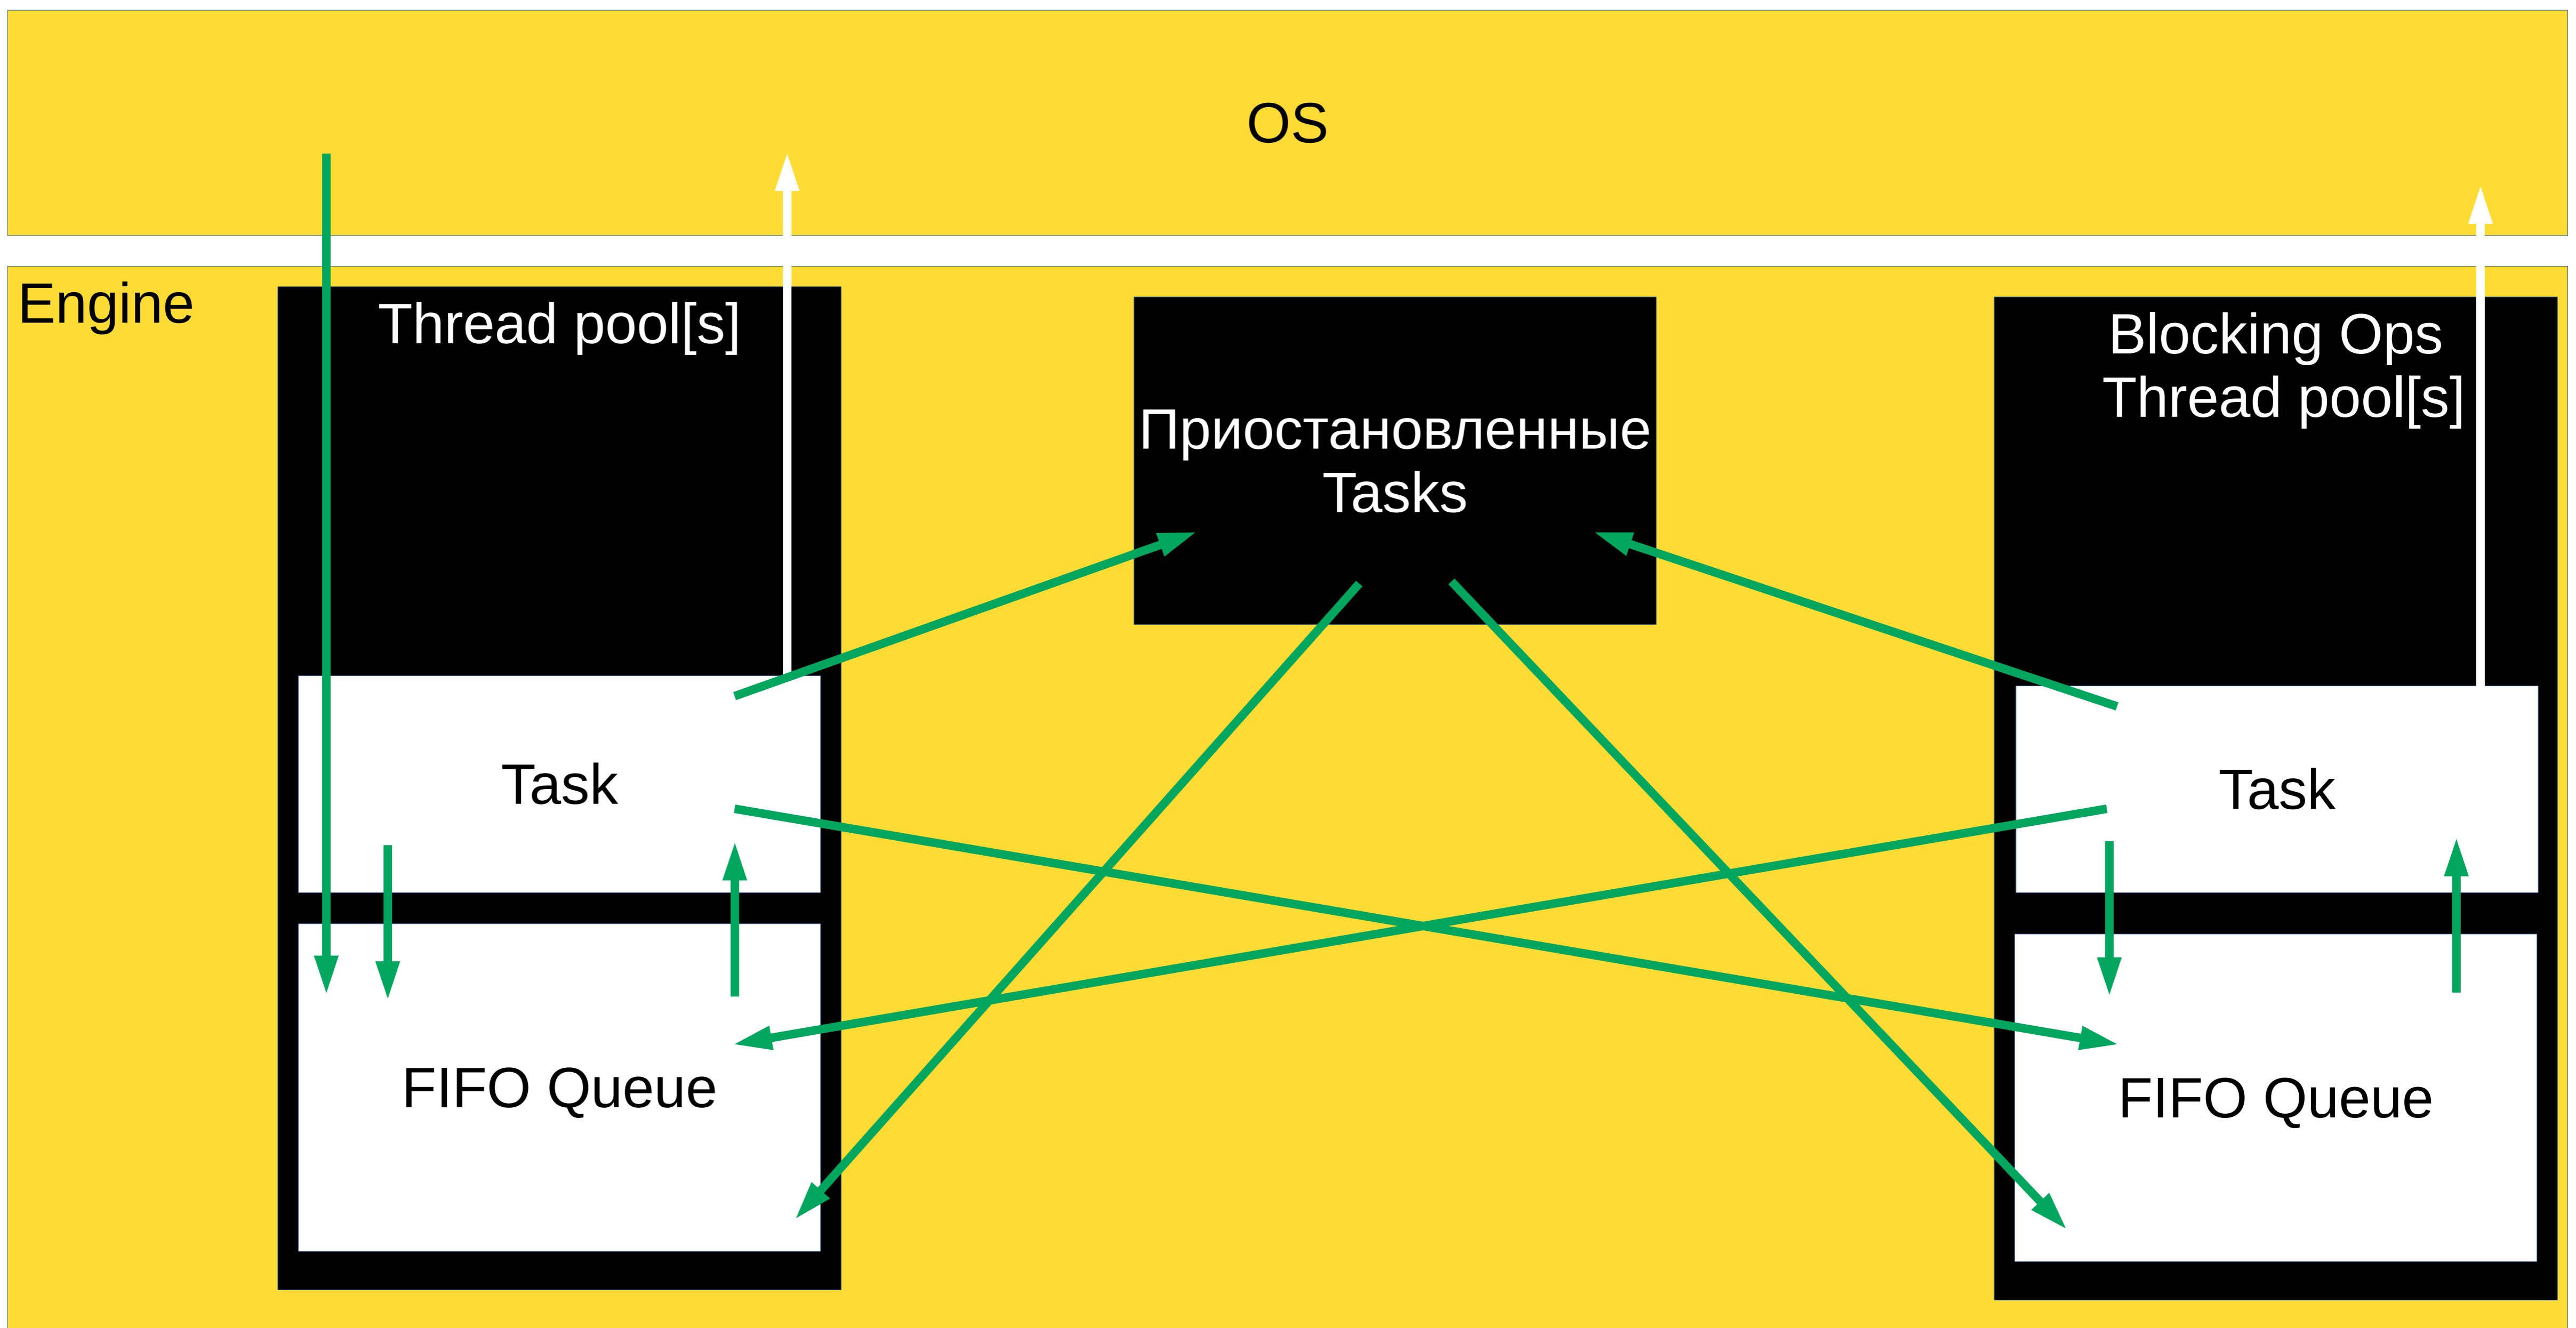 OS
Engine
Thread pool[s]
Приостановленные
Tasks
Blocking Ops
Thread pool[s]
Task
Task
FIFO Queue
FIFO Queue